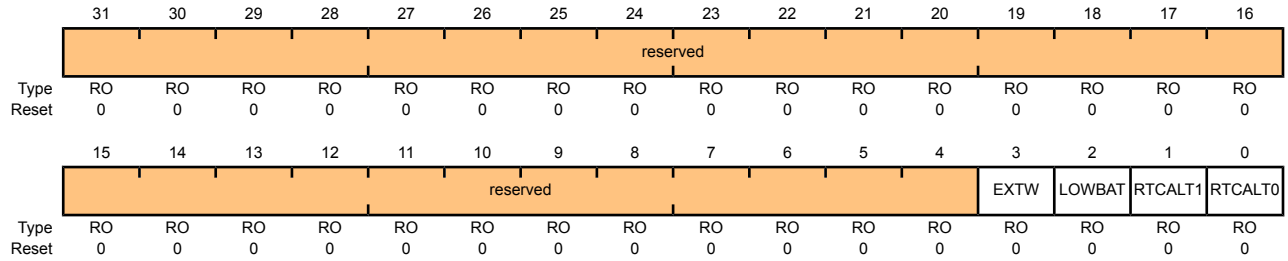 31 30 29 28 27 26 25 24 23 22 21 20 19 18 17 16
reserved
Type RO RO RO RO RO RO RO RO RO RO RO RO RO RO RO RO
Reset 0 0 0 0 0 0 0 0 0 0 0 0 0 0 0 0
15 14 13 12 11 10 9 8 7 6 5 4 3 2 1 0
reserved EXTW LOWBAT RTCALT1 RTCALT0
Type RO RO RO RO RO RO RO RO RO RO RO RO RO RO RO RO
Reset 0 0 0 0 0 0 0 0 0 0 0 0 0 0 0 0